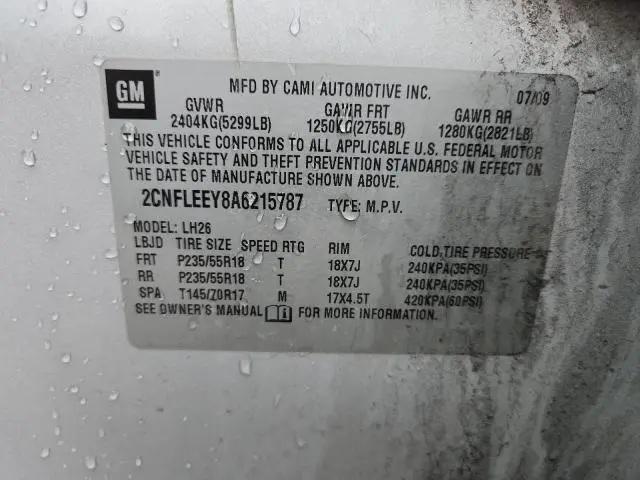 GM
MFD BY CAMI AUTOMOTIVE INC. 07/09
GVWR GAWR FRT GAWR RR
2404KG(5299LB) 1250KG(2755LB) 1280KG(2821LB)
THIS VEHICLE CONFORMS TO ALL APPLICABLE U.S. FEDERAL MOTOR
VEHICLE SAFETY AND THEFT PREVENTION STANDARDS IN EFFECT ON
THE DATE OF MANUFACTURE SHOWN ABOVE.
2CNFLEEY8A6215787 TYPE: M.P.V.
MODEL: LH26
LBJD TIRE SIZE SPEED RTG RIM COLD TIRE PRESSURE
FRT P235/55R18 T 18X7J 240KPA(35PSI)
RR P235/55R18 T 18X7J 240KPA(35PSI)
SPA T145/70R17 M 17X4.5T 420KPA(60PSI)
SEE OWNER'S MANUAL i FOR MORE INFORMATION.